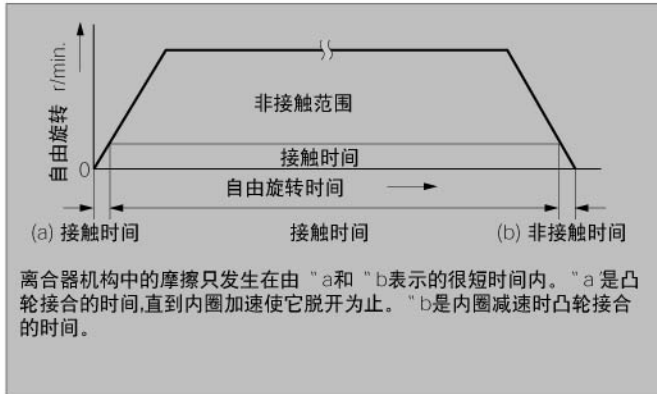 自由旋转 r/min.
非接触范围
接触时间
0
自由旋转时间
(a) 接触时间
接触时间
(b) 非接触时间
离合器机构中的摩擦只发生在由 "a和 "b表示的很短时间内。"a'是凸
轮接合的时间,直到内圈加速使它脱开为止。"b是内圈减速时凸轮接合
的时间。